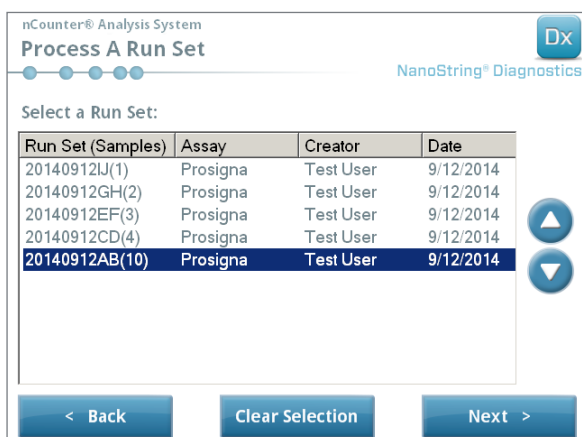 nCounter® Analysis System
Process A Run Set
Dx
NanoString® Diagnostics
Select a Run Set:
Run Set (Samples) Assay Creator Date
20140912IJ(1) Prosigna Test User 9/12/2014
20140912GH(2) Prosigna Test User 9/12/2014
20140912EF(3) Prosigna Test User 9/12/2014
20140912CD(4) Prosigna Test User 9/12/2014
20140912AB(10) Prosigna Test User 9/12/2014
< Back Clear Selection Next >